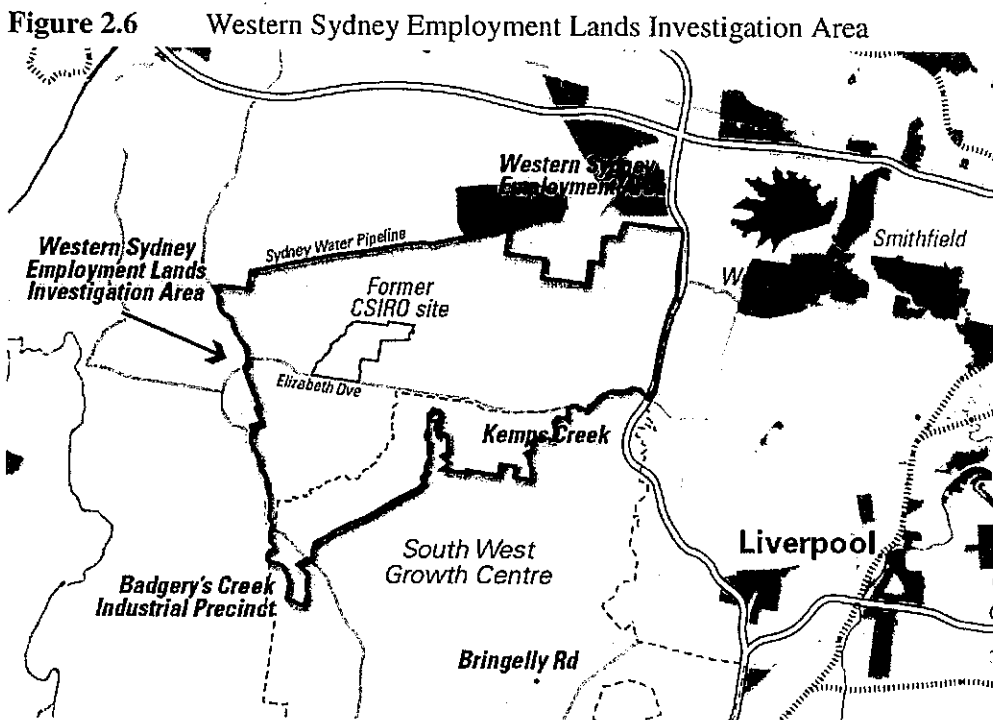 Figure 2.6 Western Sydney Employment Lands Investigation Area
Western Sydney
Employment Area
Sydney Water Pipeline
Smithfield
W
Western Sydney
Employment Lands
Investigation Area
Former
CSIRO site
Elizabeth Dve
Kemps Creek
Liverpool
South West
Growth Centre
Badgery's Creek
Industrial Precinct
Bringelly Rd